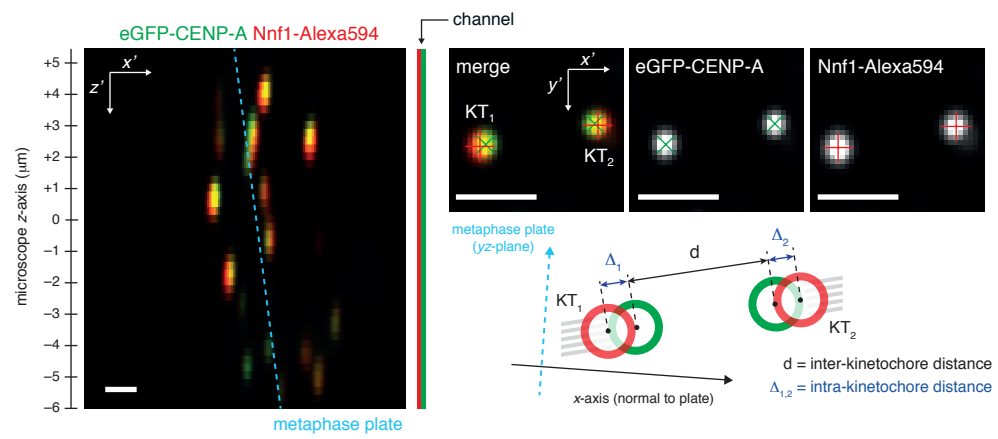 channel
eGFP-CENP-A Nnf1-Alexa594
microscope z-axis (μm)
+5
+4
+3
+2
+1
0
−1
−2
−3
−4
−5
−6
x'
z'
metaphase plate
merge
x'
y'
KT1
KT2
eGFP-CENP-A
Nnf1-Alexa594
metaphase plate
(yz-plane)
Δ1
d
Δ2
KT1
KT2
x-axis (normal to plate)
d = inter-kinetochore distance
Δ1,2 = intra-kinetochore distance